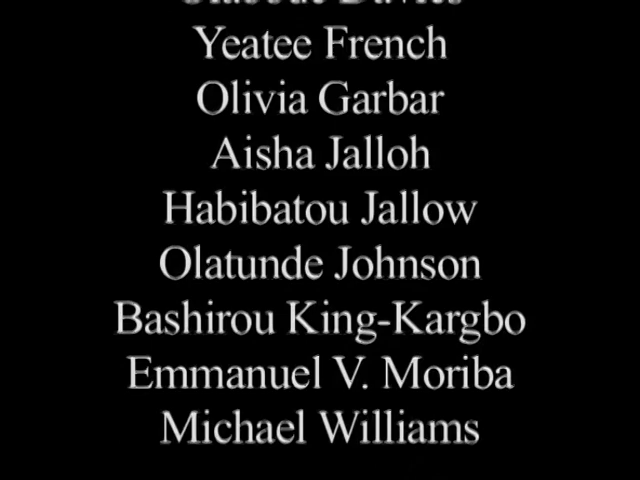 Yeatee French
Olivia Garbar
Aisha Jalloh
Habibatou Jallow
Olatunde Johnson
Bashirou King-Kargbo
Emmanuel V. Moriba
Michael Williams